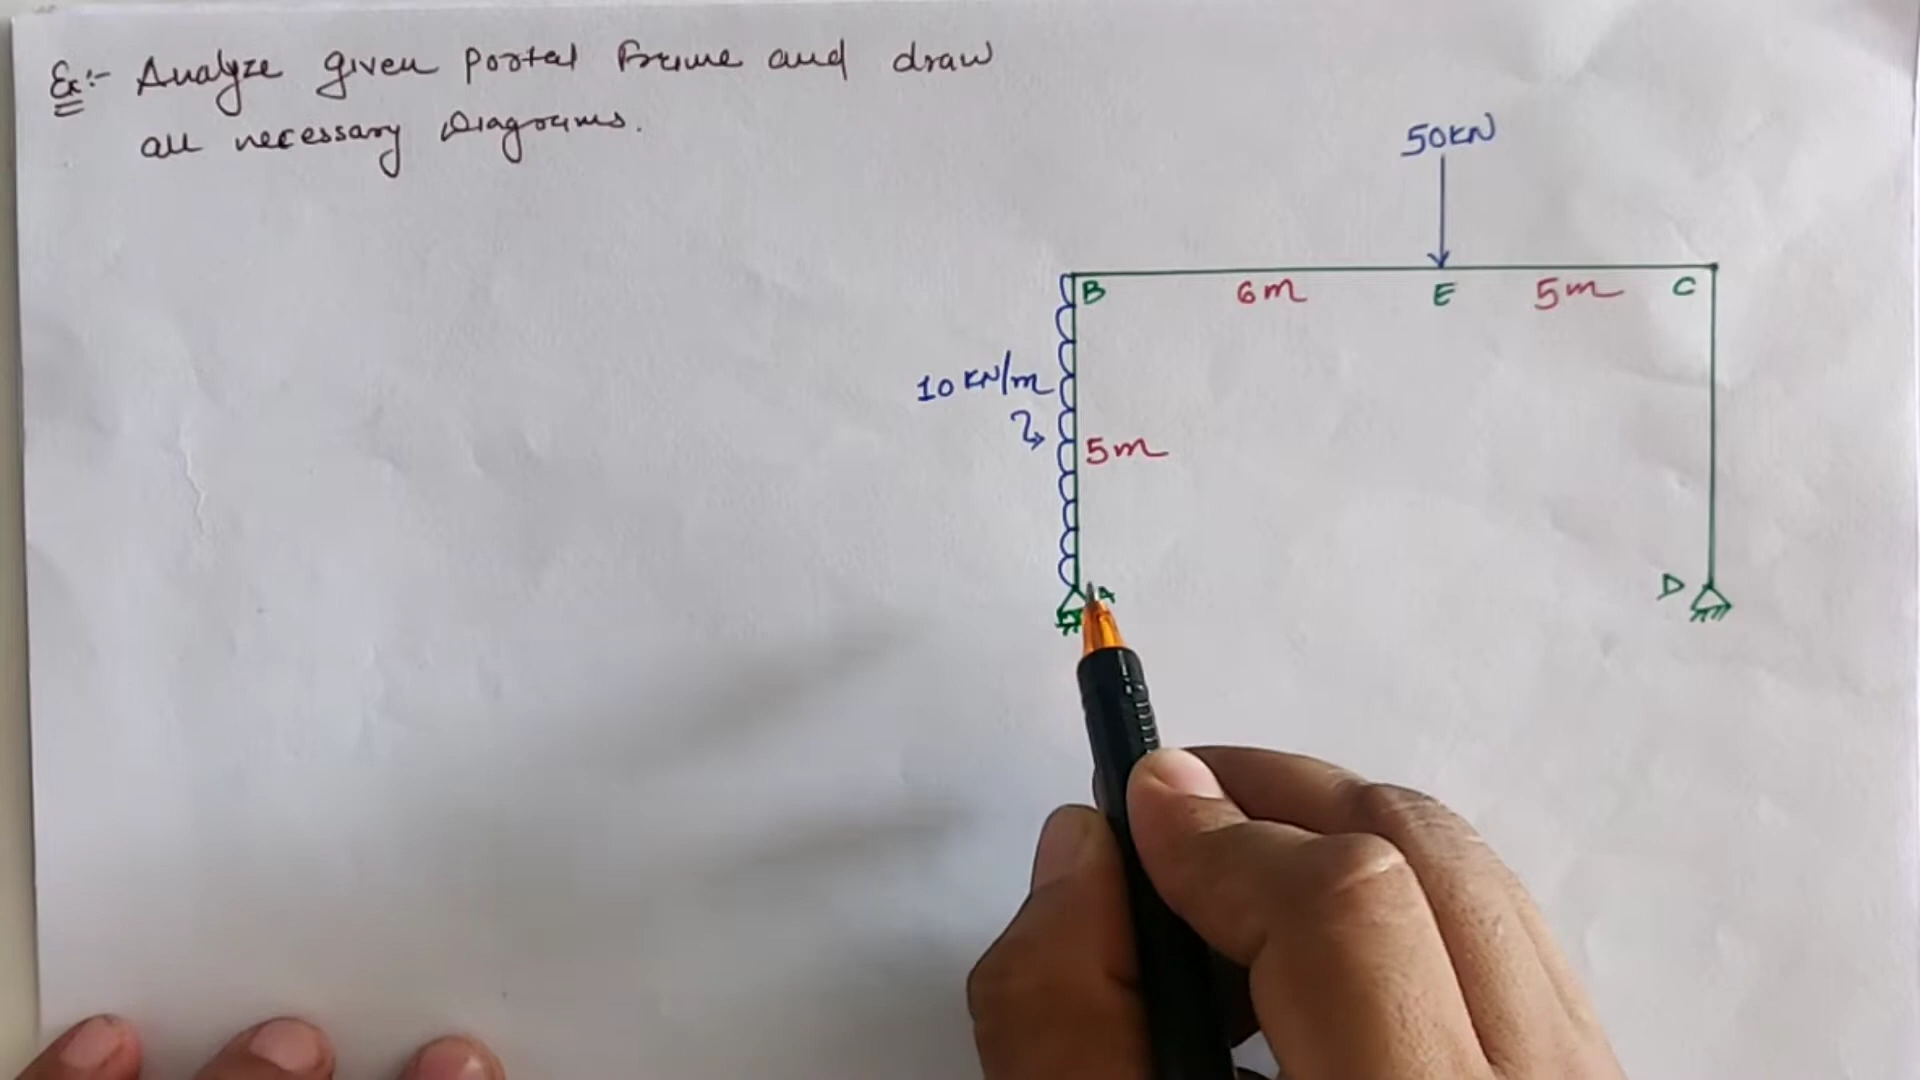 Ex:- Analyze given portal Frame and draw
all necessary Diagrams.
50KN
B 6m E 5m C
10 KN/m
5m
A
D